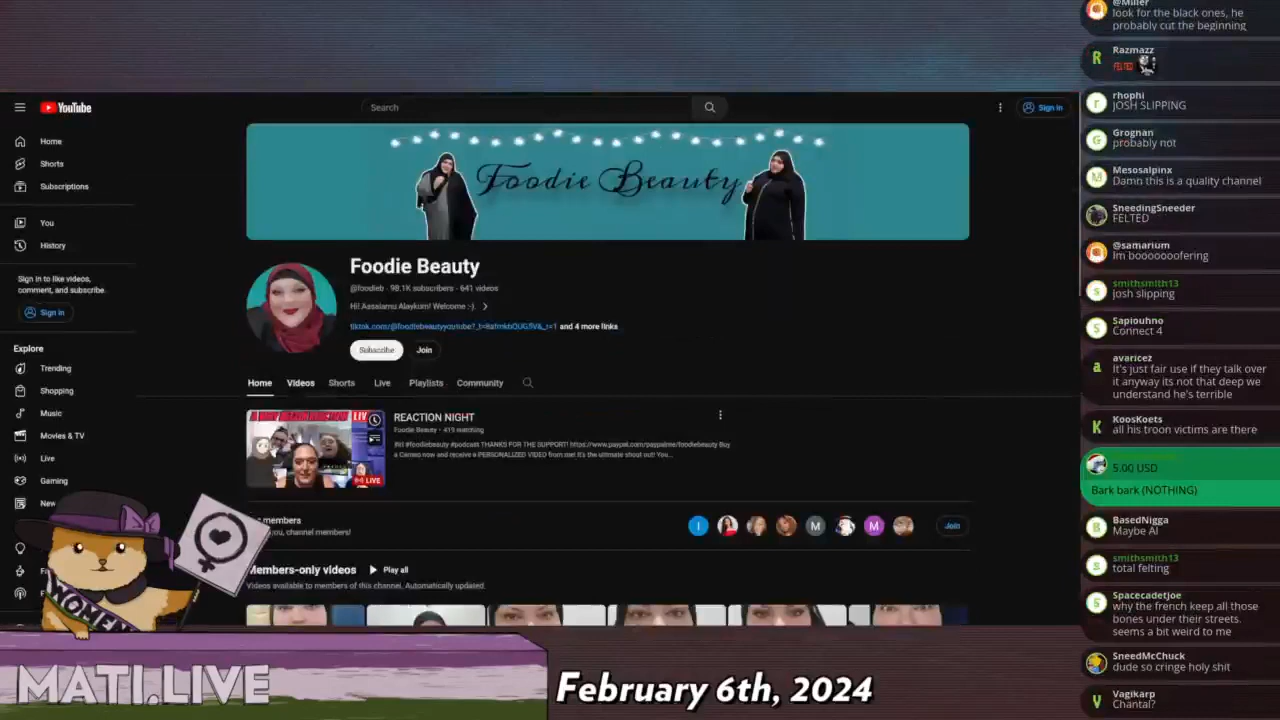 YouTube
Search
Sign in
Home
Shorts
Subscriptions
You
History
Sign in to like videos,
comment, and subscribe.
Sign in
Explore
Trending
Shopping
Music
Movies & TV
Live
Gaming
New
Foodie Beauty
Foodie Beauty
@foodieb · 98.1K subscribers · 641 videos
Hi! Assalamu Alaykum! Welcome :-).
and 4 more links
Subscribe
Join
Home
Videos
Shorts
Live
Playlists
Community
LIVE
REACTION NIGHT
Foodie Beauty · 419 watching
#bl #foodiebeauty #podcast THANKS FOR THE SUPPORT! https://www.paypal.com/paypalme/foodiebeauty Buy
a Cameo now and receive a PERSONALIZED VIDEO from me! It's the ultimate shout out! You...
members
you, channel members!
I
M
M
Join
Members-only videos
Play all
Videos available to members of this channel. Automatically updated.
WOMEN
MATI.LIVE
February 6th, 2024
@Miller
look for the black ones, he
probably cut the beginning
R
Razmazz
FELTED
r
rhophi
JOSH SLIPPING
G
Grognan
probably not
M
Mesosalpinx
Damn this is a quality channel
SneedingSneeder
FELTED
@samarium
Im booooooofering
s
smithsmith13
josh slipping
S
Sapiouhno
Connect 4
a
avaricez
It's just fair use if they talk over
it anyway its not that deep we
understand he's terrible
K
KoosKoets
all his troon victims are there
5.00 USD
Bark bark (NOTHING)
B
BasedNigga
Maybe AI
s
smithsmith13
total felting
S
Spacecadetjoe
why the french keep all those
bones under their streets.
seems a bit weird to me
SneedMcChuck
dude so cringe holy shit
V
Vagikarp
Chantal?